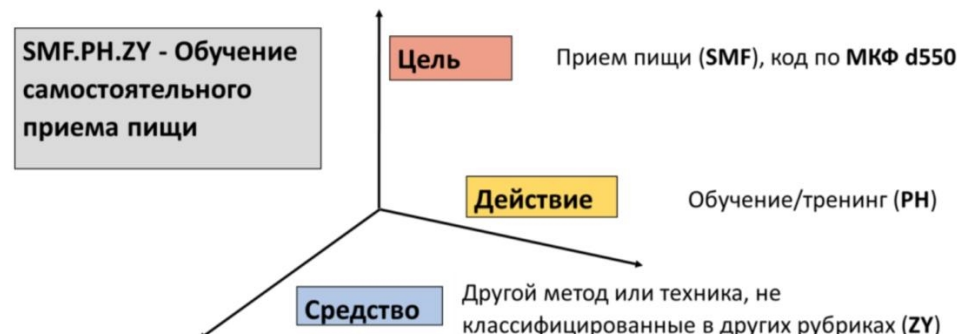 SMF.PH.ZY - Обучение
самостоятельного
приема пищи
Цель
Прием пищи (SMF), код по МКФ d550
Действие
Обучение/тренинг (PH)
Средство
Другой метод или техника, не
классифицированные в других рубриках (ZY)